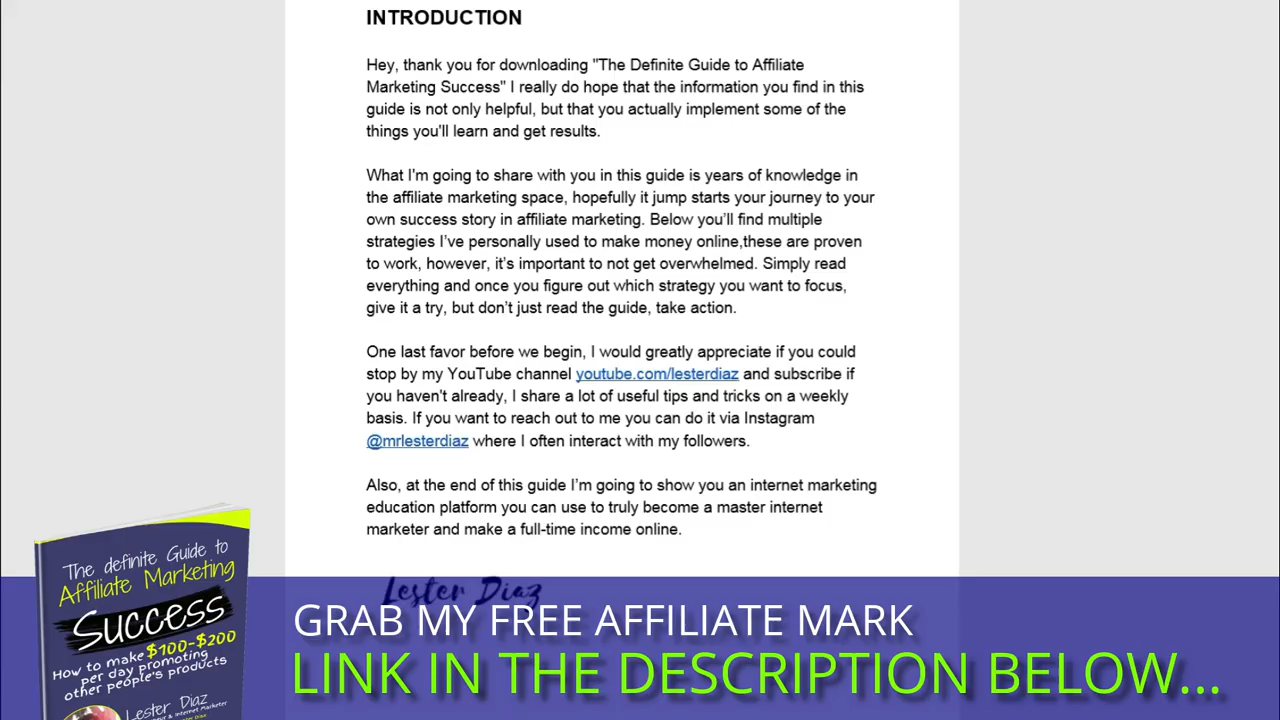 INTRODUCTION
Hey, thank you for downloading "The Definite Guide to Affiliate
Marketing Success" I really do hope that the information you find in this
guide is not only helpful, but that you actually implement some of the
things you'll learn and get results.
What I'm going to share with you in this guide is years of knowledge in
the affiliate marketing space, hopefully it jump starts your journey to your
own success story in affiliate marketing. Below you'll find multiple
strategies I've personally used to make money online,these are proven
to work, however, it's important to not get overwhelmed. Simply read
everything and once you figure out which strategy you want to focus,
give it a try, but don't just read the guide, take action.
One last favor before we begin, I would greatly appreciate if you could
stop by my YouTube channel youtube.com/lesterdiaz and subscribe if
you haven't already, I share a lot of useful tips and tricks on a weekly
basis. If you want to reach out to me you can do it via Instagram
@mrlesterdiaz where I often interact with my followers.
Also, at the end of this guide I'm going to show you an internet marketing
education platform you can use to truly become a master internet
marketer and make a full-time income online.
Lester Diaz
The definite Guide to
Affiliate Marketing
Success
How to make $100-$200
per day promoting
other people's products
Lester Diaz
& Internet Marketer
GRAB MY FREE AFFILIATE MARK
LINK IN THE DESCRIPTION BELOW...